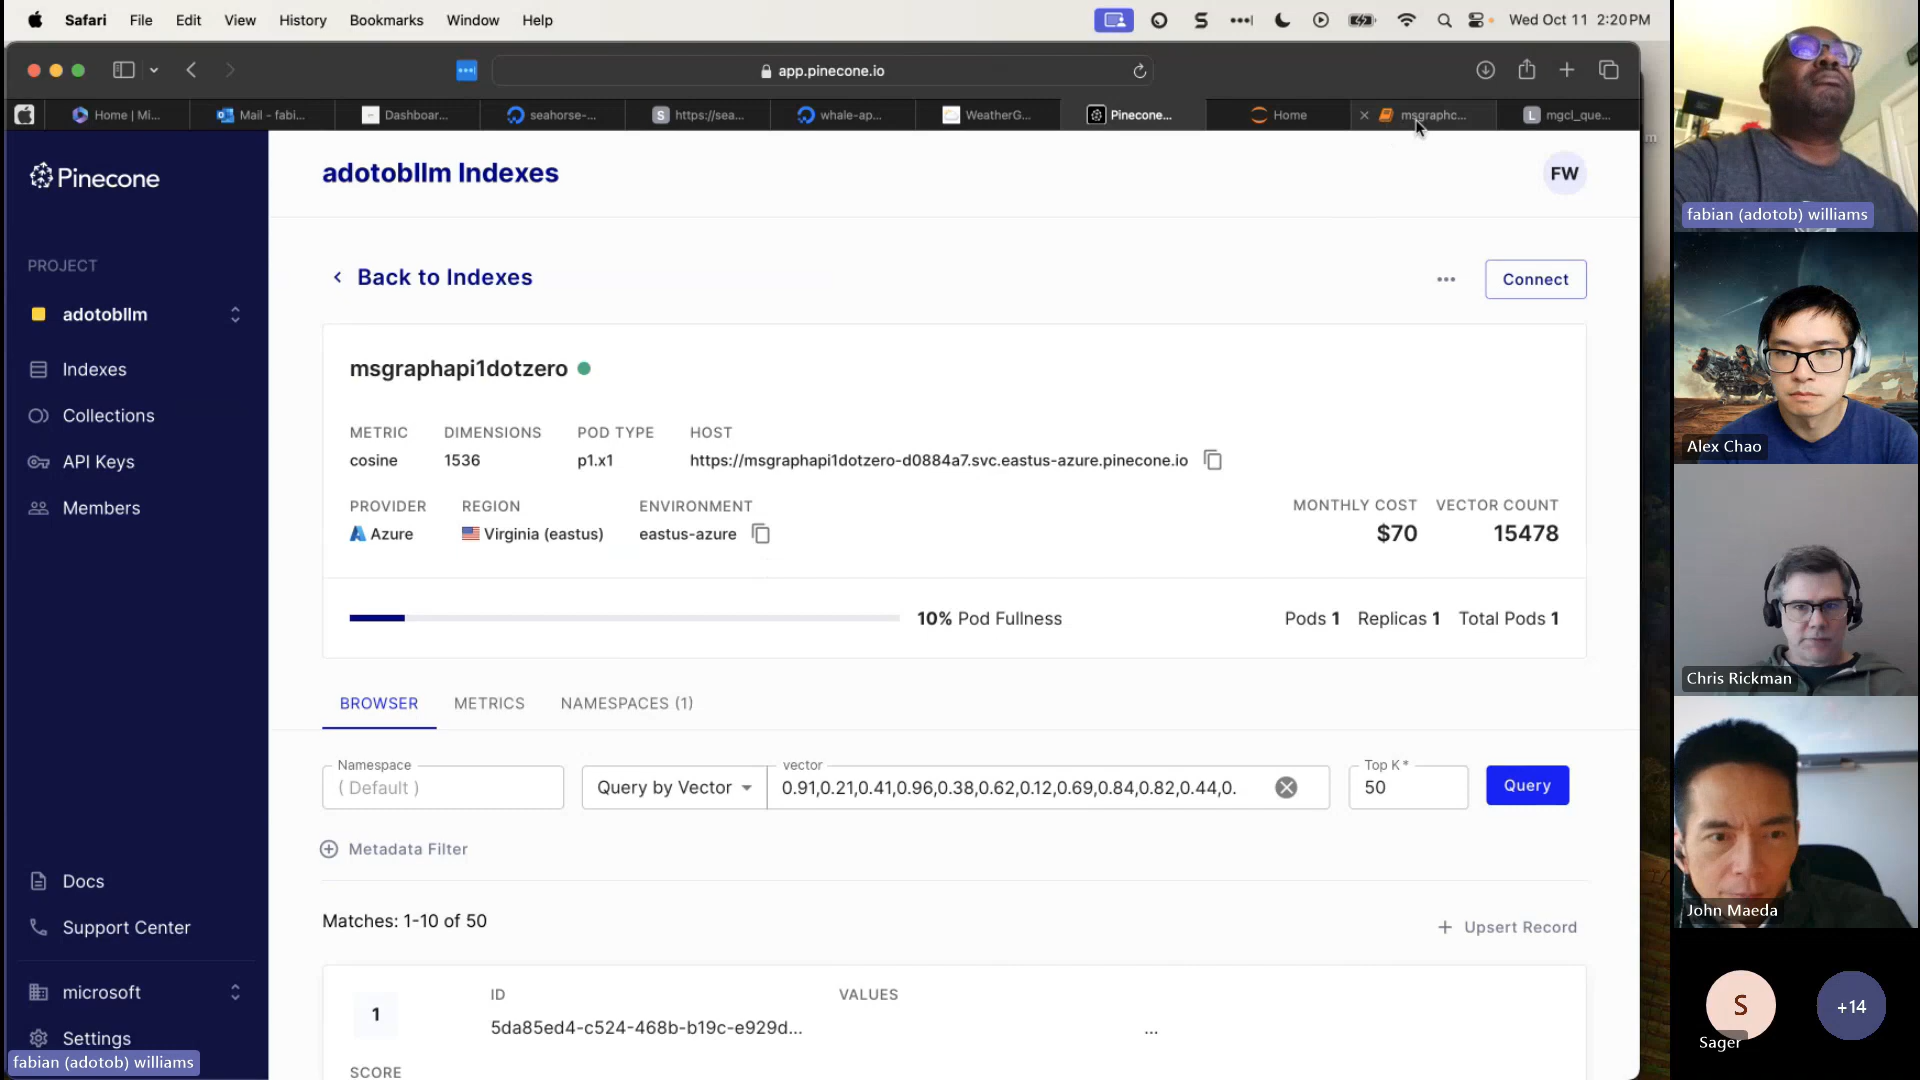 Safari File Edit View History Bookmarks Window Help
Wed Oct 11 2:20 PM
app.pinecone.io
Home | Mi...
Mail - fabi...
Dashboar...
seahorse-...
https://sea...
whale-ap...
WeatherG...
Pinecone...
Home
msgraphc...
mgcl_que...
Pinecone
adotobllm Indexes
FW
PROJECT
adotobllm
Indexes
Collections
API Keys
Members
Docs
Support Center
microsoft
Settings
fabian (adotob) williams
Back to Indexes
Connect
msgraphapi1dotzero
METRIC DIMENSIONS POD TYPE HOST
cosine 1536 p1.x1 https://msgraphapi1dotzero-d0884a7.svc.eastus-azure.pinecone.io
PROVIDER REGION ENVIRONMENT MONTHLY COST VECTOR COUNT
Azure Virginia (eastus) eastus-azure $70 15478
10% Pod Fullness Pods 1 Replicas 1 Total Pods 1
BROWSER METRICS NAMESPACES (1)
Namespace vector Top K *
( Default ) Query by Vector 0.91,0.21,0.41,0.96,0.38,0.62,0.12,0.69,0.84,0.82,0.44,0. 50 Query
Metadata Filter
Matches: 1-10 of 50
Upsert Record
ID VALUES
1
5da85ed4-c524-468b-b19c-e929d... ...
SCORE
fabian (adotob) williams
Alex Chao
Chris Rickman
John Maeda
S
+14
Sager